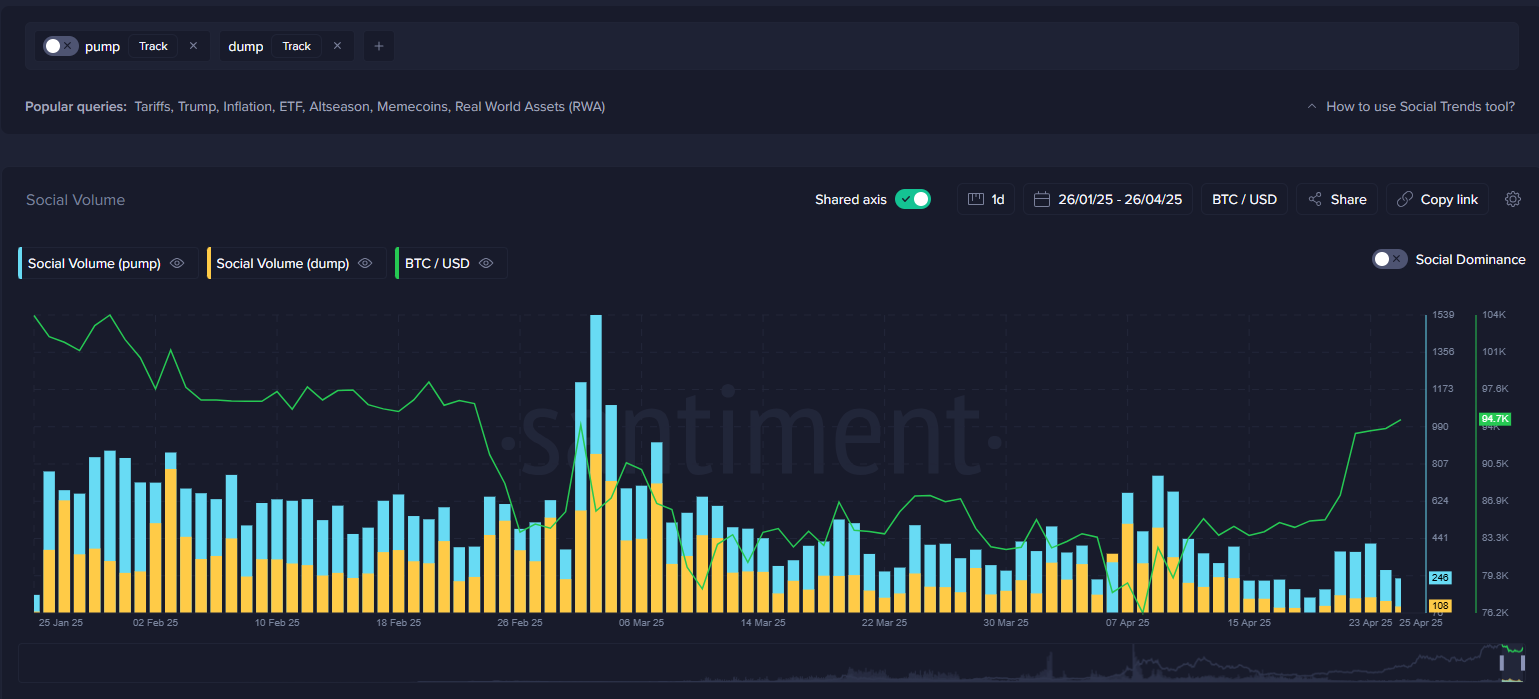 pump Track dump Track +
Popular queries: Tariffs, Trump, Inflation, ETF, Altseason, Memecoins, Real World Assets (RWA) How to use Social Trends tool?
Social Volume Shared axis 1d 26/01/25 - 26/04/25 BTC / USD Share Copy link
Social Volume (pump) Social Volume (dump) BTC / USD Social Dominance
1539 104K
1356 101K
1173 97.6K
94.7K
990 94K
807 90.5K
624 86.9K
441 83.3K
246 79.8K
108
76.2K
santiment
25 Jan 25 02 Feb 25 10 Feb 25 18 Feb 25 26 Feb 25 06 Mar 25 14 Mar 25 22 Mar 25 30 Mar 25 07 Apr 25 15 Apr 25 23 Apr 25 25 Apr 25